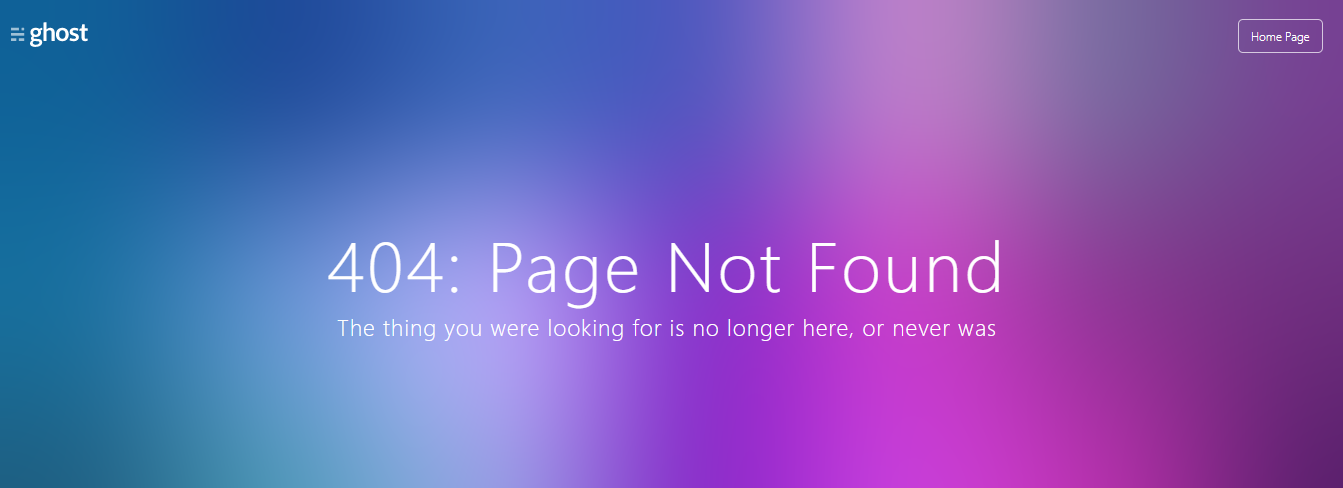 ghost
Home Page
404: Page Not Found
The thing you were looking for is no longer here, or never was